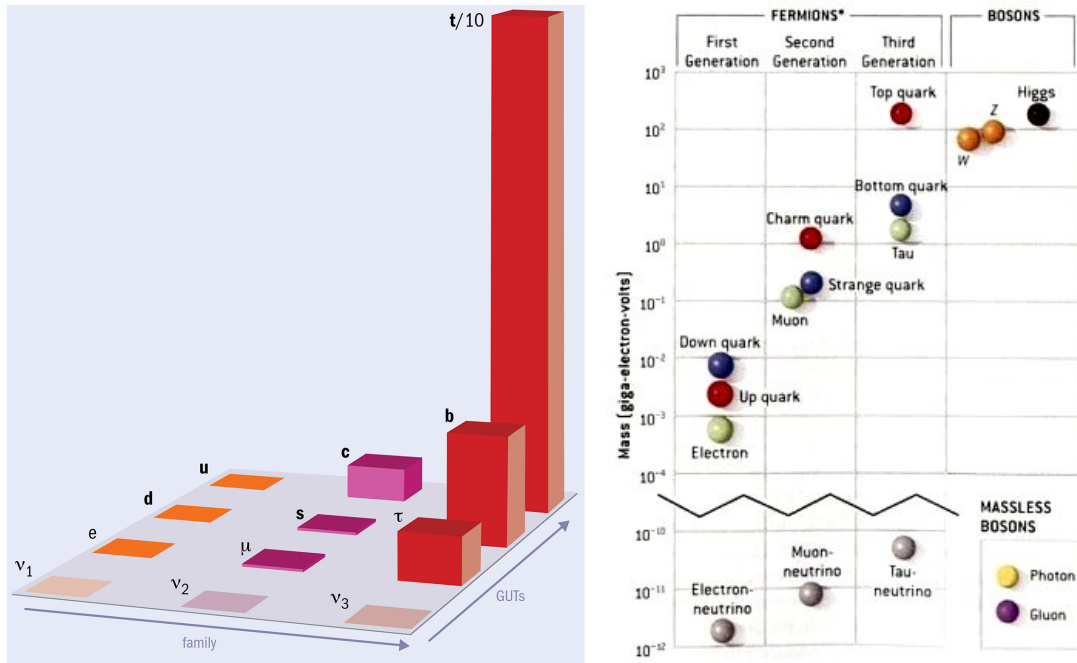 t/10
b
c
u
τ
s
d
μ
e
ν1
ν2
ν3
family
GUTs
FERMIONS*
BOSONS
First
Generation
Second
Generation
Third
Generation
Mass (giga-electron-volts)
10³
10²
10¹
10⁰
10⁻¹
10⁻²
10⁻³
10⁻⁴
10⁻¹⁰
10⁻¹¹
10⁻¹²
Top quark
Higgs
Z
W
Bottom quark
Charm quark
Tau
Strange quark
Muon
Down quark
Up quark
Electron
Muon-
neutrino
Tau-
neutrino
Electron-
neutrino
MASSLESS
BOSONS
Photon
Gluon